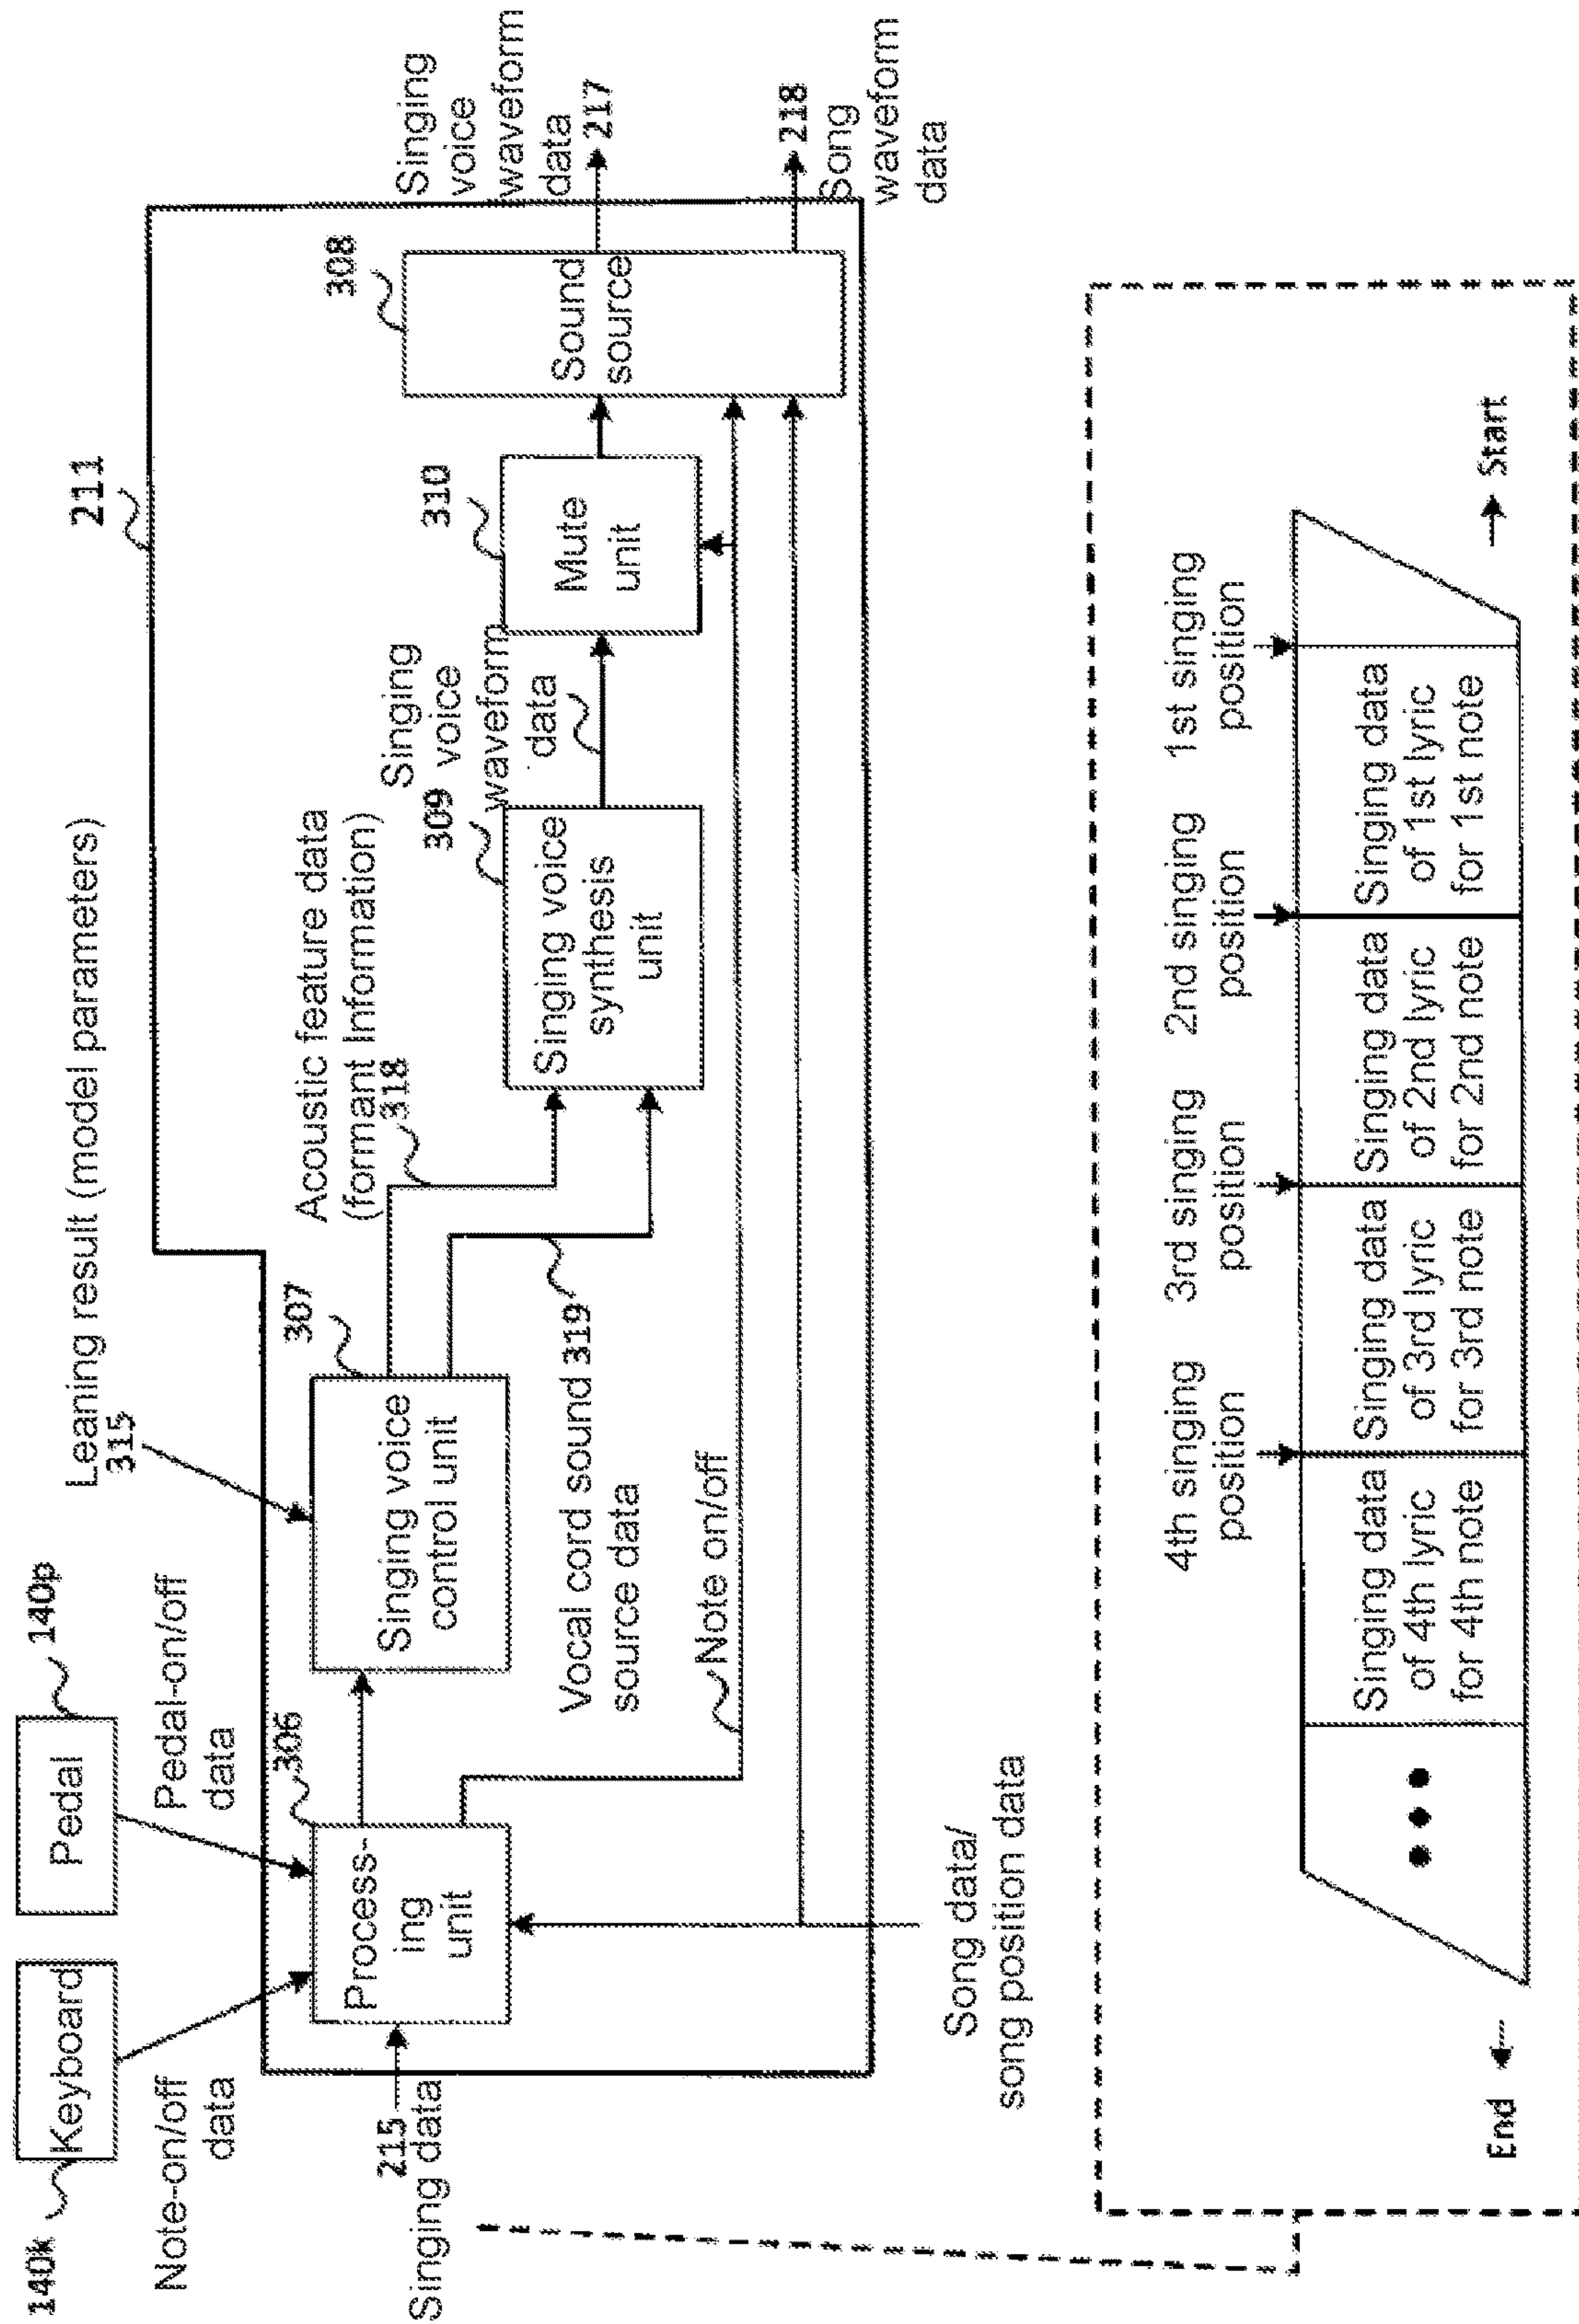 140k
Keyboard
Pedal
140p
Note-on/off
data
Pedal-on/off
data
Leaning result (model parameters)
315
211
215
Singing data
Process-
ing
unit
306
Singing voice
control unit
307
Acoustic feature data
(formant Information)
318
Vocal cord sound 319
source data
Note on/off
Singing voice
synthesis
unit
309
Singing
voice
waveform
data
Mute
unit
310
Sound
source
308
Singing
voice
waveform
data
217
218
Song
waveform
data
Song data/
song position data
4th singing
position
3rd singing
position
2nd singing
position
1st singing
position
Singing data
of 4th lyric
for 4th note
Singing data
of 3rd lyric
for 3rd note
Singing data
of 2nd lyric
for 2nd note
Singing data
of 1st lyric
for 1st note
End
Start